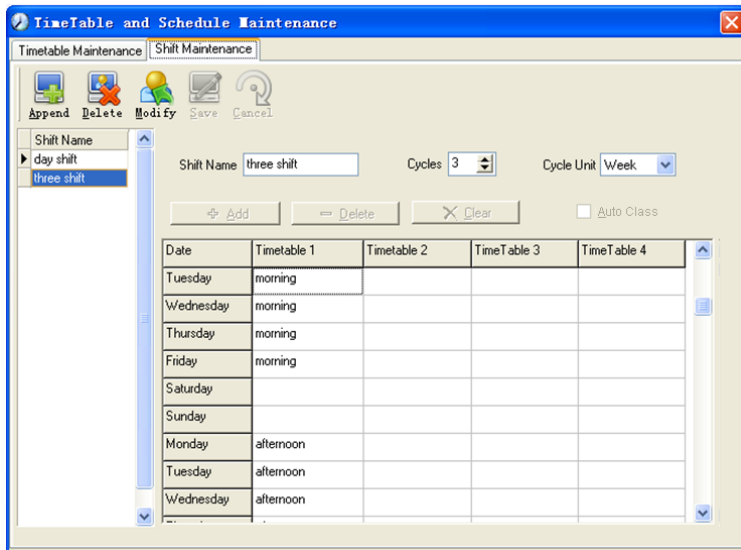 TimeTable and Schedule Maintenance
Timetable Maintenance Shift Maintenance
Append Delete Modify Save Cancel
Shift Name
day shift
three shift
Shift Name three shift Cycles 3 Cycle Unit Week
Add Delete Clear Auto Class
Date Timetable 1 Timetable 2 TimeTable 3 TimeTable 4
Tuesday morning
Wednesday morning
Thursday morning
Friday morning
Saturday
Sunday
Monday afternoon
Tuesday afternoon
Wednesday afternoon